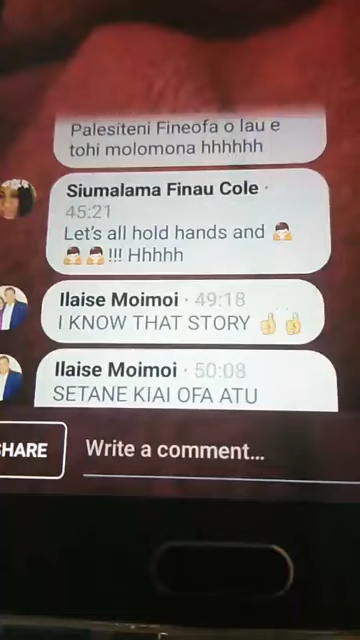 Palesiteni Fineofa o lau e
tohi molomona hhhhhh
Siumalama Finau Cole ·
45:21
Let's all hold hands and 🙇
🙇🙇!!! Hhhhh
Ilaise Moimoi · 49:18
I KNOW THAT STORY 👍👍
Ilaise Moimoi · 50:08
SETANE KIAI OFA ATU
SHARE
Write a comment...